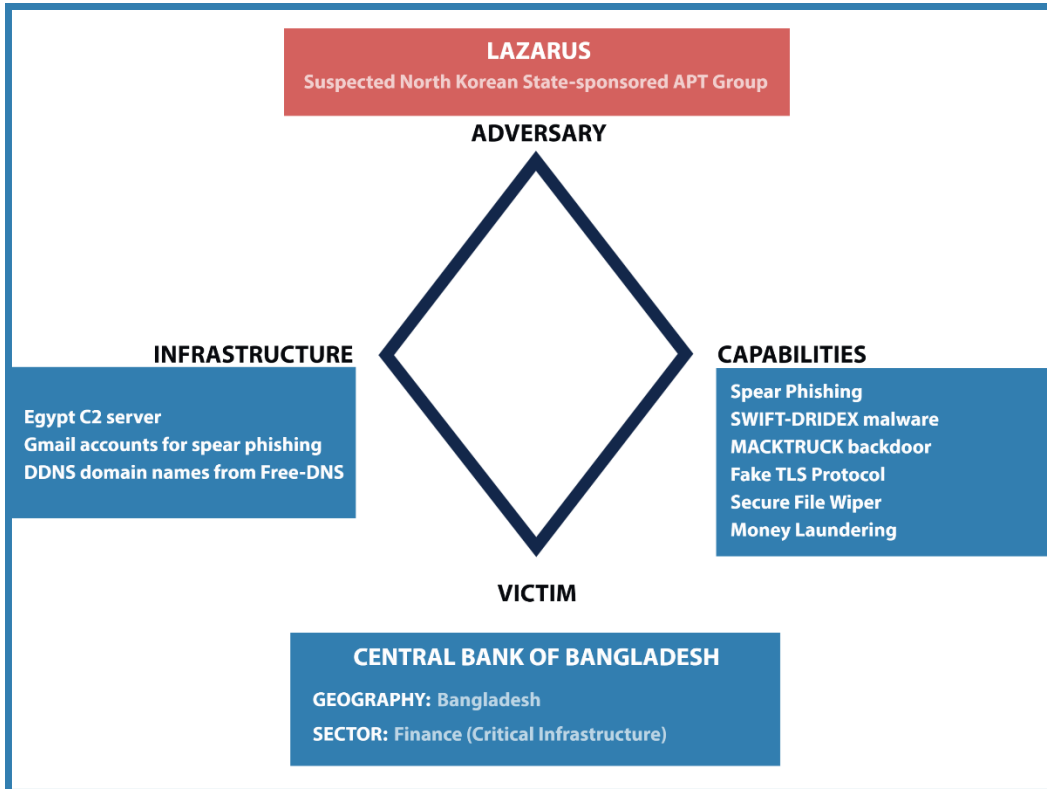 LAZARUS
Suspected North Korean State-sponsored APT Group
ADVERSARY
INFRASTRUCTURE
Egypt C2 server
Gmail accounts for spear phishing
DDNS domain names from Free-DNS
CAPABILITIES
Spear Phishing
SWIFT-DRIDEX malware
MACKTRUCK backdoor
Fake TLS Protocol
Secure File Wiper
Money Laundering
VICTIM
CENTRAL BANK OF BANGLADESH
GEOGRAPHY: Bangladesh
SECTOR: Finance (Critical Infrastructure)